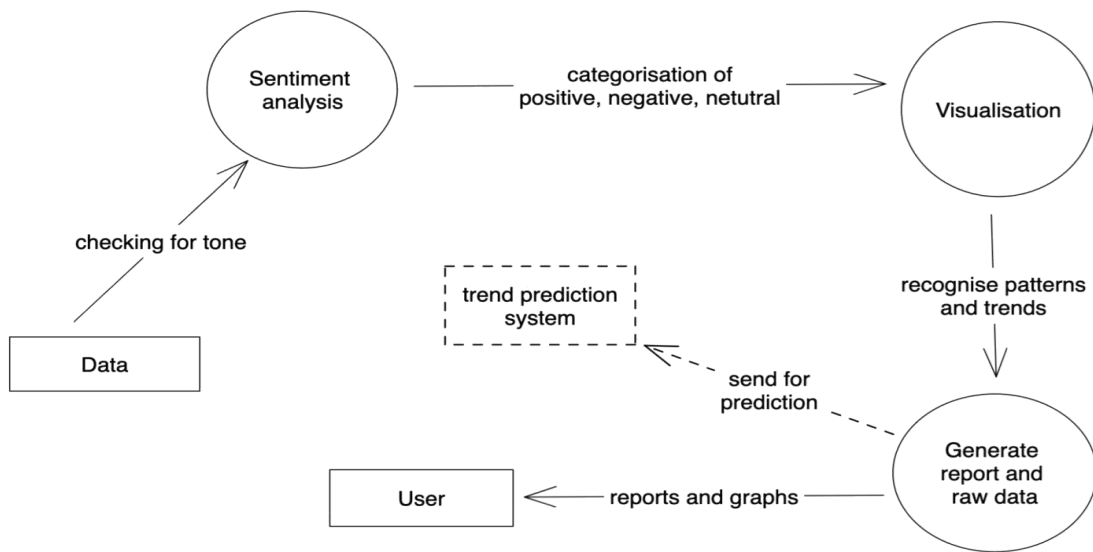 Sentiment
analysis
categorisation of
positive, negative, netutral
Visualisation
checking for tone
trend prediction
system
recognise patterns
and trends
Data
send for
prediction
Generate
report and
raw data
User
reports and graphs